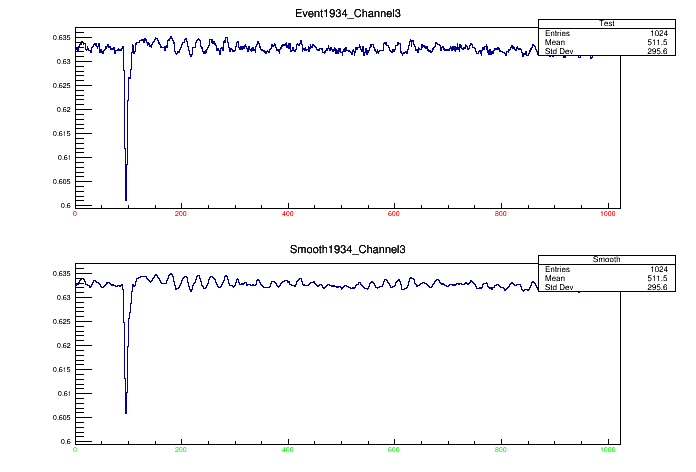 Event1934_Channel3
Test
Entries 1024
Mean 511.5
Std Dev 295.6
0.635
0.63
0.625
0.62
0.615
0.61
0.605
0.6
0 200 400 600 800 1000
Smooth1934_Channel3
Smooth
Entries 1024
Mean 511.5
Std Dev 295.6
0.635
0.63
0.625
0.62
0.615
0.61
0.605
0.6
0 200 400 600 800 1000